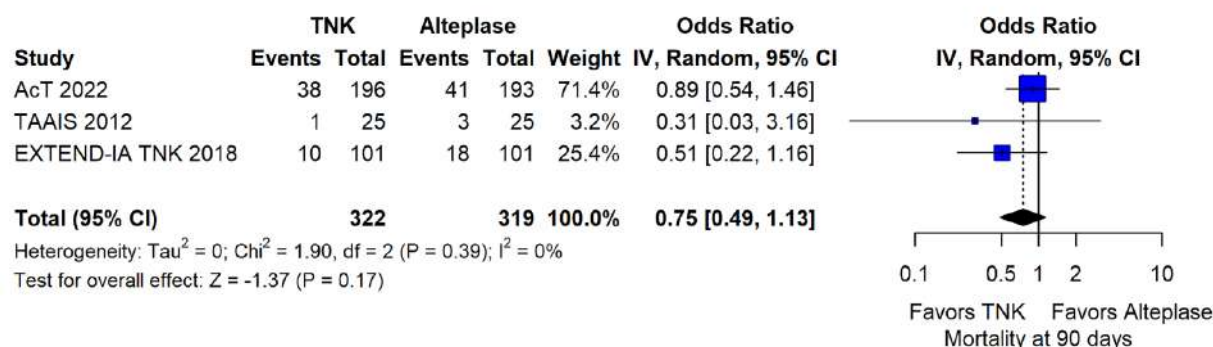 TNK Alteplase Odds Ratio Odds Ratio
Study Events Total Events Total Weight IV, Random, 95% CI IV, Random, 95% CI
AcT 2022 38 196 41 193 71.4% 0.89 [0.54, 1.46]
TAAIS 2012 1 25 3 25 3.2% 0.31 [0.03, 3.16]
EXTEND-IA TNK 2018 10 101 18 101 25.4% 0.51 [0.22, 1.16]
Total (95% CI) 322 319 100.0% 0.75 [0.49, 1.13]
Heterogeneity: Tau² = 0; Chi² = 1.90, df = 2 (P = 0.39); I² = 0%
Test for overall effect: Z = -1.37 (P = 0.17)
0.1 0.5 1 2 10
Favors TNK Favors Alteplase
Mortality at 90 days